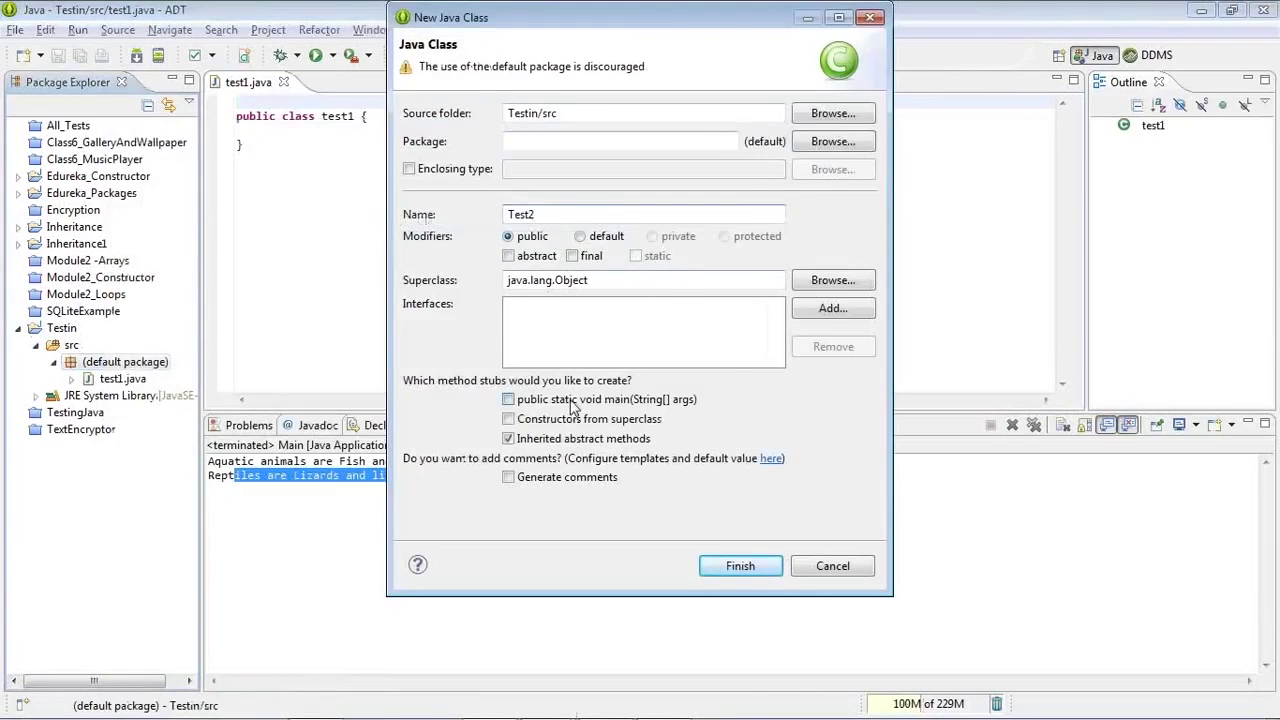 Java - Testin/src/test1.java - ADT
File Edit Run Source Navigate Search Project Refactor Window
Java DDMS
Package Explorer
All_Tests
Class6_GalleryAndWallpaper
Class6_MusicPlayer
Edureka_Constructor
Edureka_Packages
Encryption
Inheritance
Inheritance1
Module2 -Arrays
Module2_Constructor
Module2_Loops
SQLiteExample
Testin
src
(default package)
test1.java
JRE System Library [JavaSE-
TestingJava
TextEncryptor
test1.java
public class test1 {
}
New Java Class
Java Class
The use of the default package is discouraged.
Source folder: Testin/src Browse...
Package: (default) Browse...
Enclosing type: Browse...
Name: Test2
Modifiers: public default private protected
abstract final static
Superclass: java.lang.Object Browse...
Interfaces: Add...
Remove
Which method stubs would you like to create?
public static void main(String[] args)
Constructors from superclass
Inherited abstract methods
Do you want to add comments? (Configure templates and default value here)
Generate comments
Finish Cancel
Outline
test1
Problems @ Javadoc Decl
<terminated> Main [Java Application
Aquatic animals are Fish an
Reptiles are Lizards and li
(default package) - Testin/src
100M of 229M